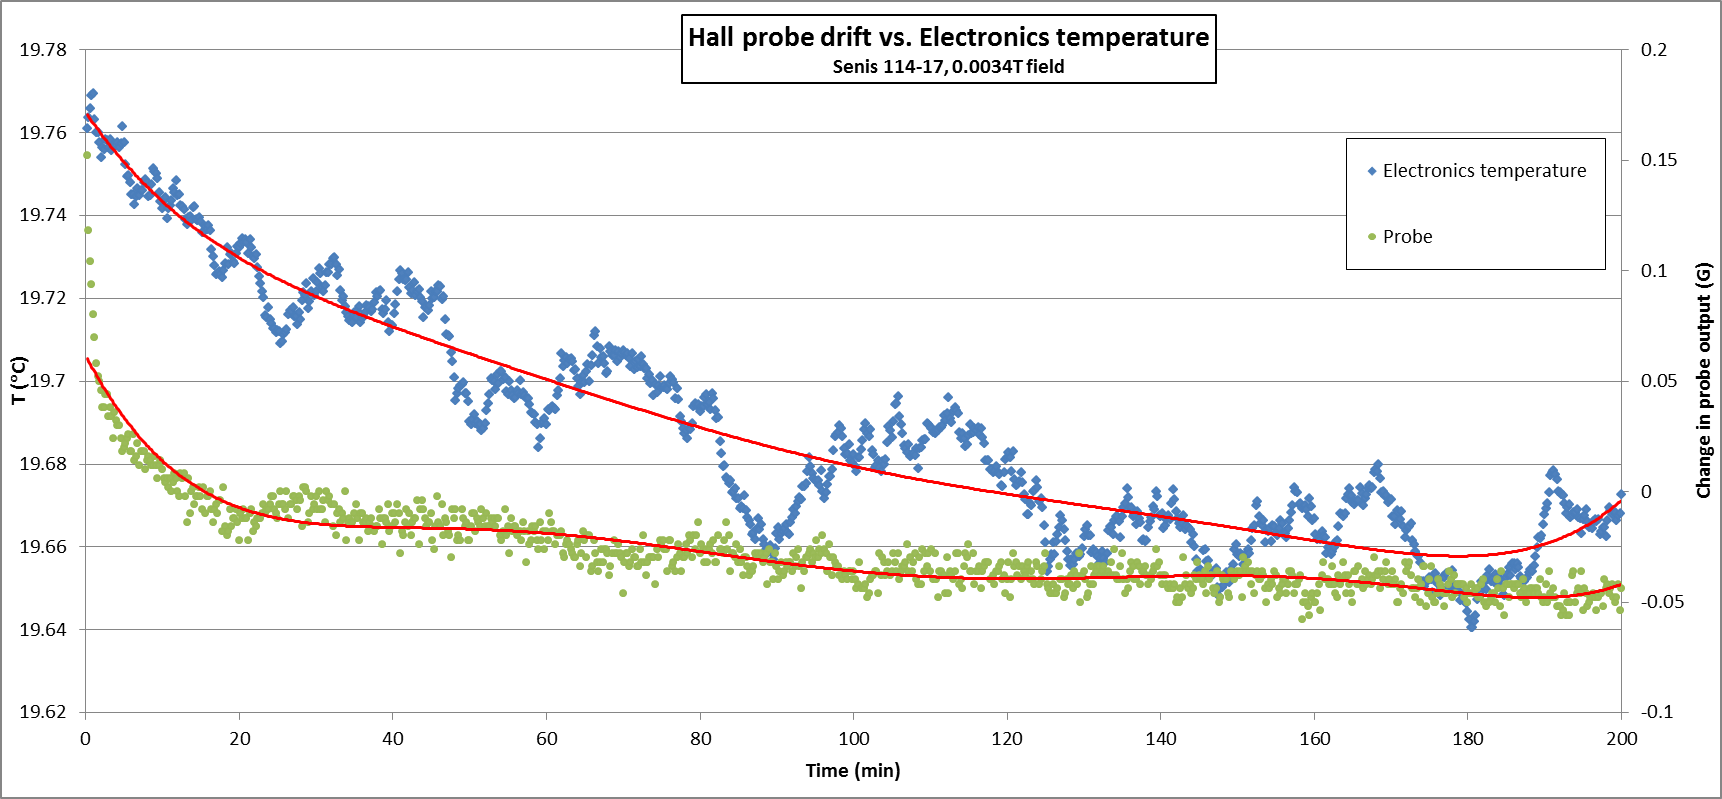 Hall probe drift vs. Electronics temperature
Senis 114-17, 0.0034T field
19.78
19.76
19.74
19.72
19.7
19.68
19.66
19.64
19.62
T (°C)
0.2
0.15
0.1
0.05
0
-0.05
-0.1
Change in probe output (G)
Electronics temperature
Probe
0 20 40 60 80 100 120 140 160 180 200
Time (min)